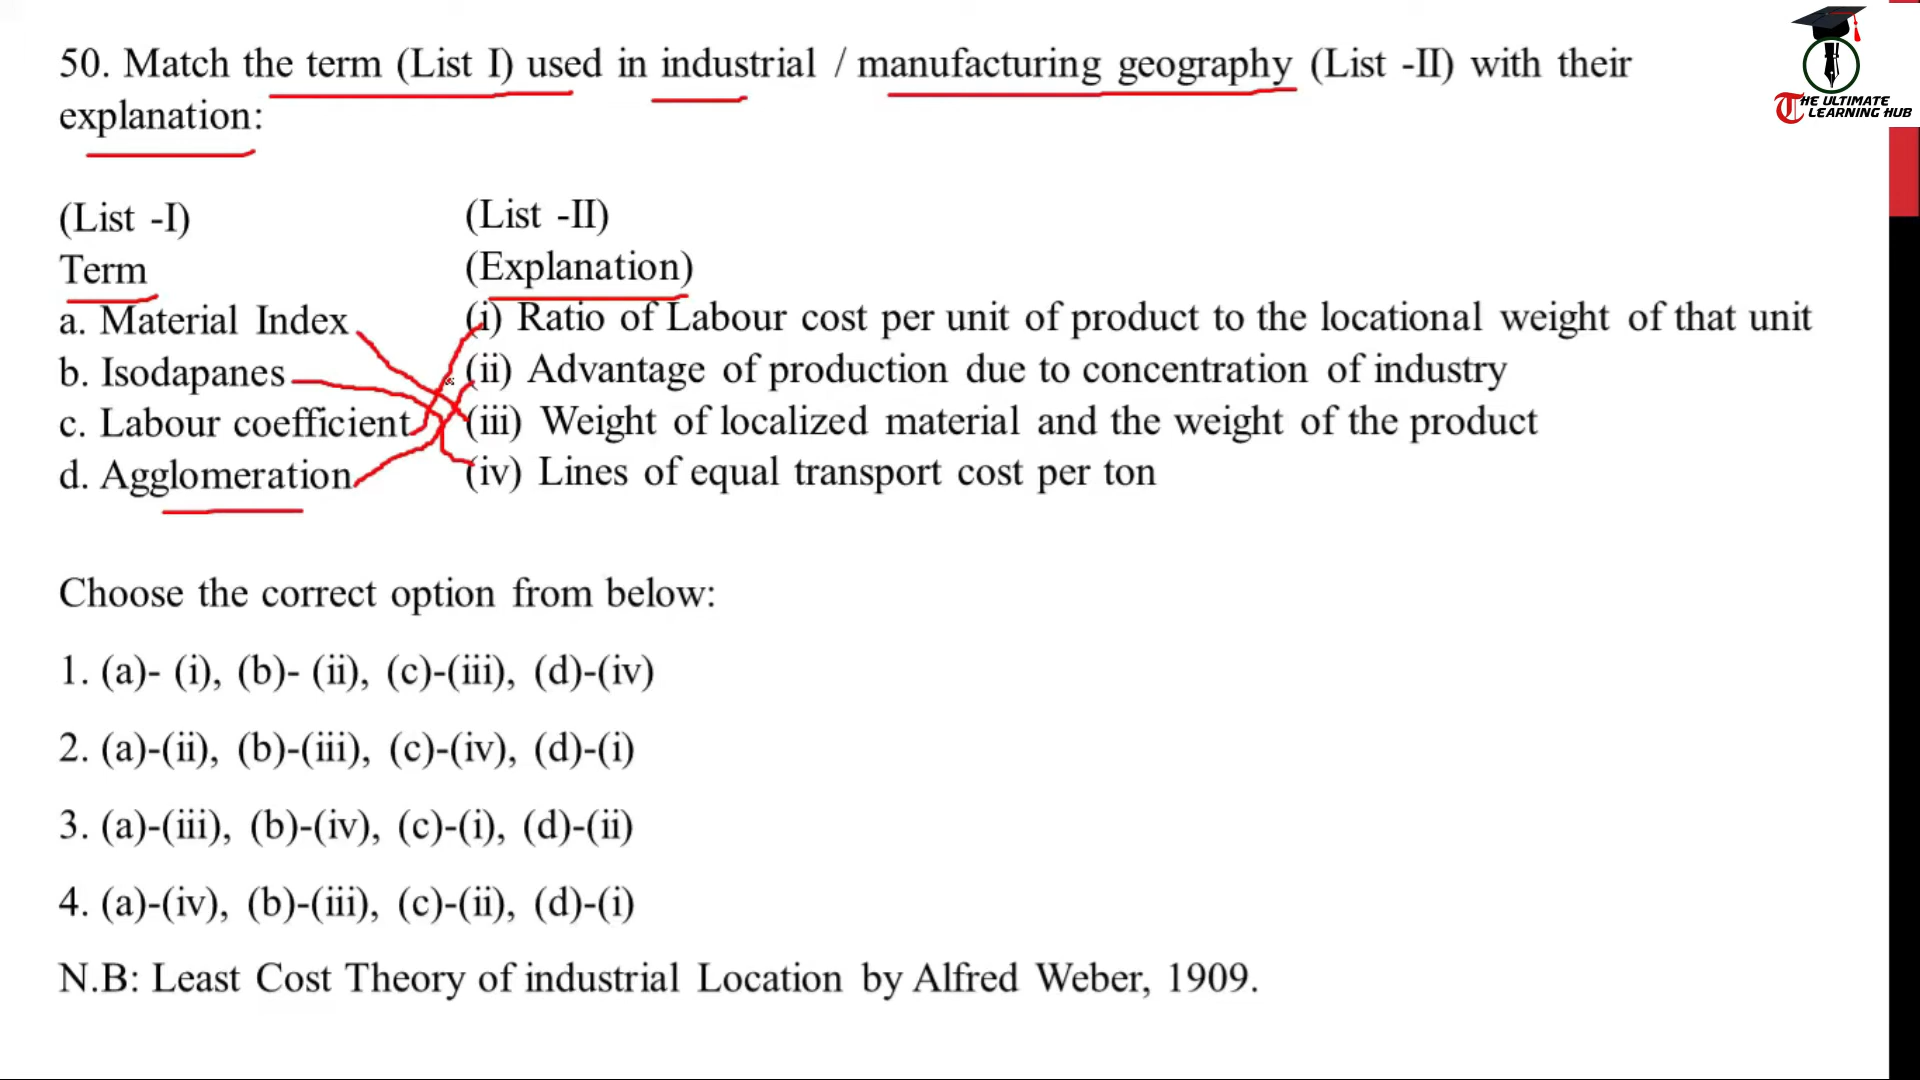 50. Match the term (List I) used in industrial / manufacturing geography (List -II) with their
explanation:
THE ULTIMATE
LEARNING HUB
(List -I)
Term
a. Material Index
b. Isodapanes
c. Labour coefficient
d. Agglomeration
(List -II)
(Explanation)
(i) Ratio of Labour cost per unit of product to the locational weight of that unit
(ii) Advantage of production due to concentration of industry
(iii) Weight of localized material and the weight of the product
(iv) Lines of equal transport cost per ton
Choose the correct option from below:
1. (a)- (i), (b)- (ii), (c)-(iii), (d)-(iv)
2. (a)-(ii), (b)-(iii), (c)-(iv), (d)-(i)
3. (a)-(iii), (b)-(iv), (c)-(i), (d)-(ii)
4. (a)-(iv), (b)-(iii), (c)-(ii), (d)-(i)
N.B: Least Cost Theory of industrial Location by Alfred Weber, 1909.